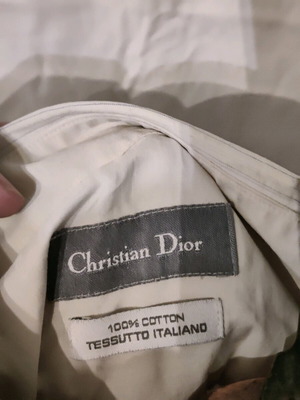 Christian Dior
100% COTTON
TESSUTTO ITALIANO